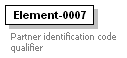 Element-0007
Partner identification code
qualifier